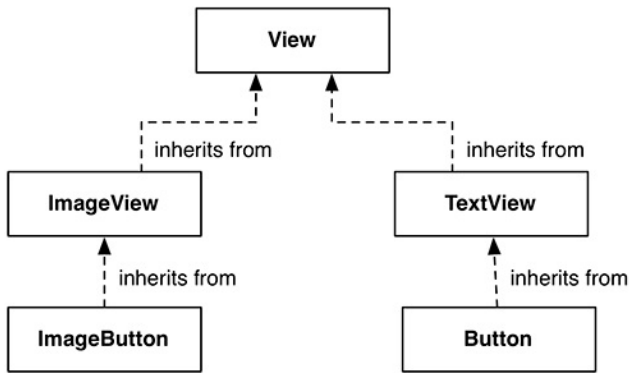 View
inherits from
inherits from
ImageView
TextView
inherits from
inherits from
ImageButton
Button